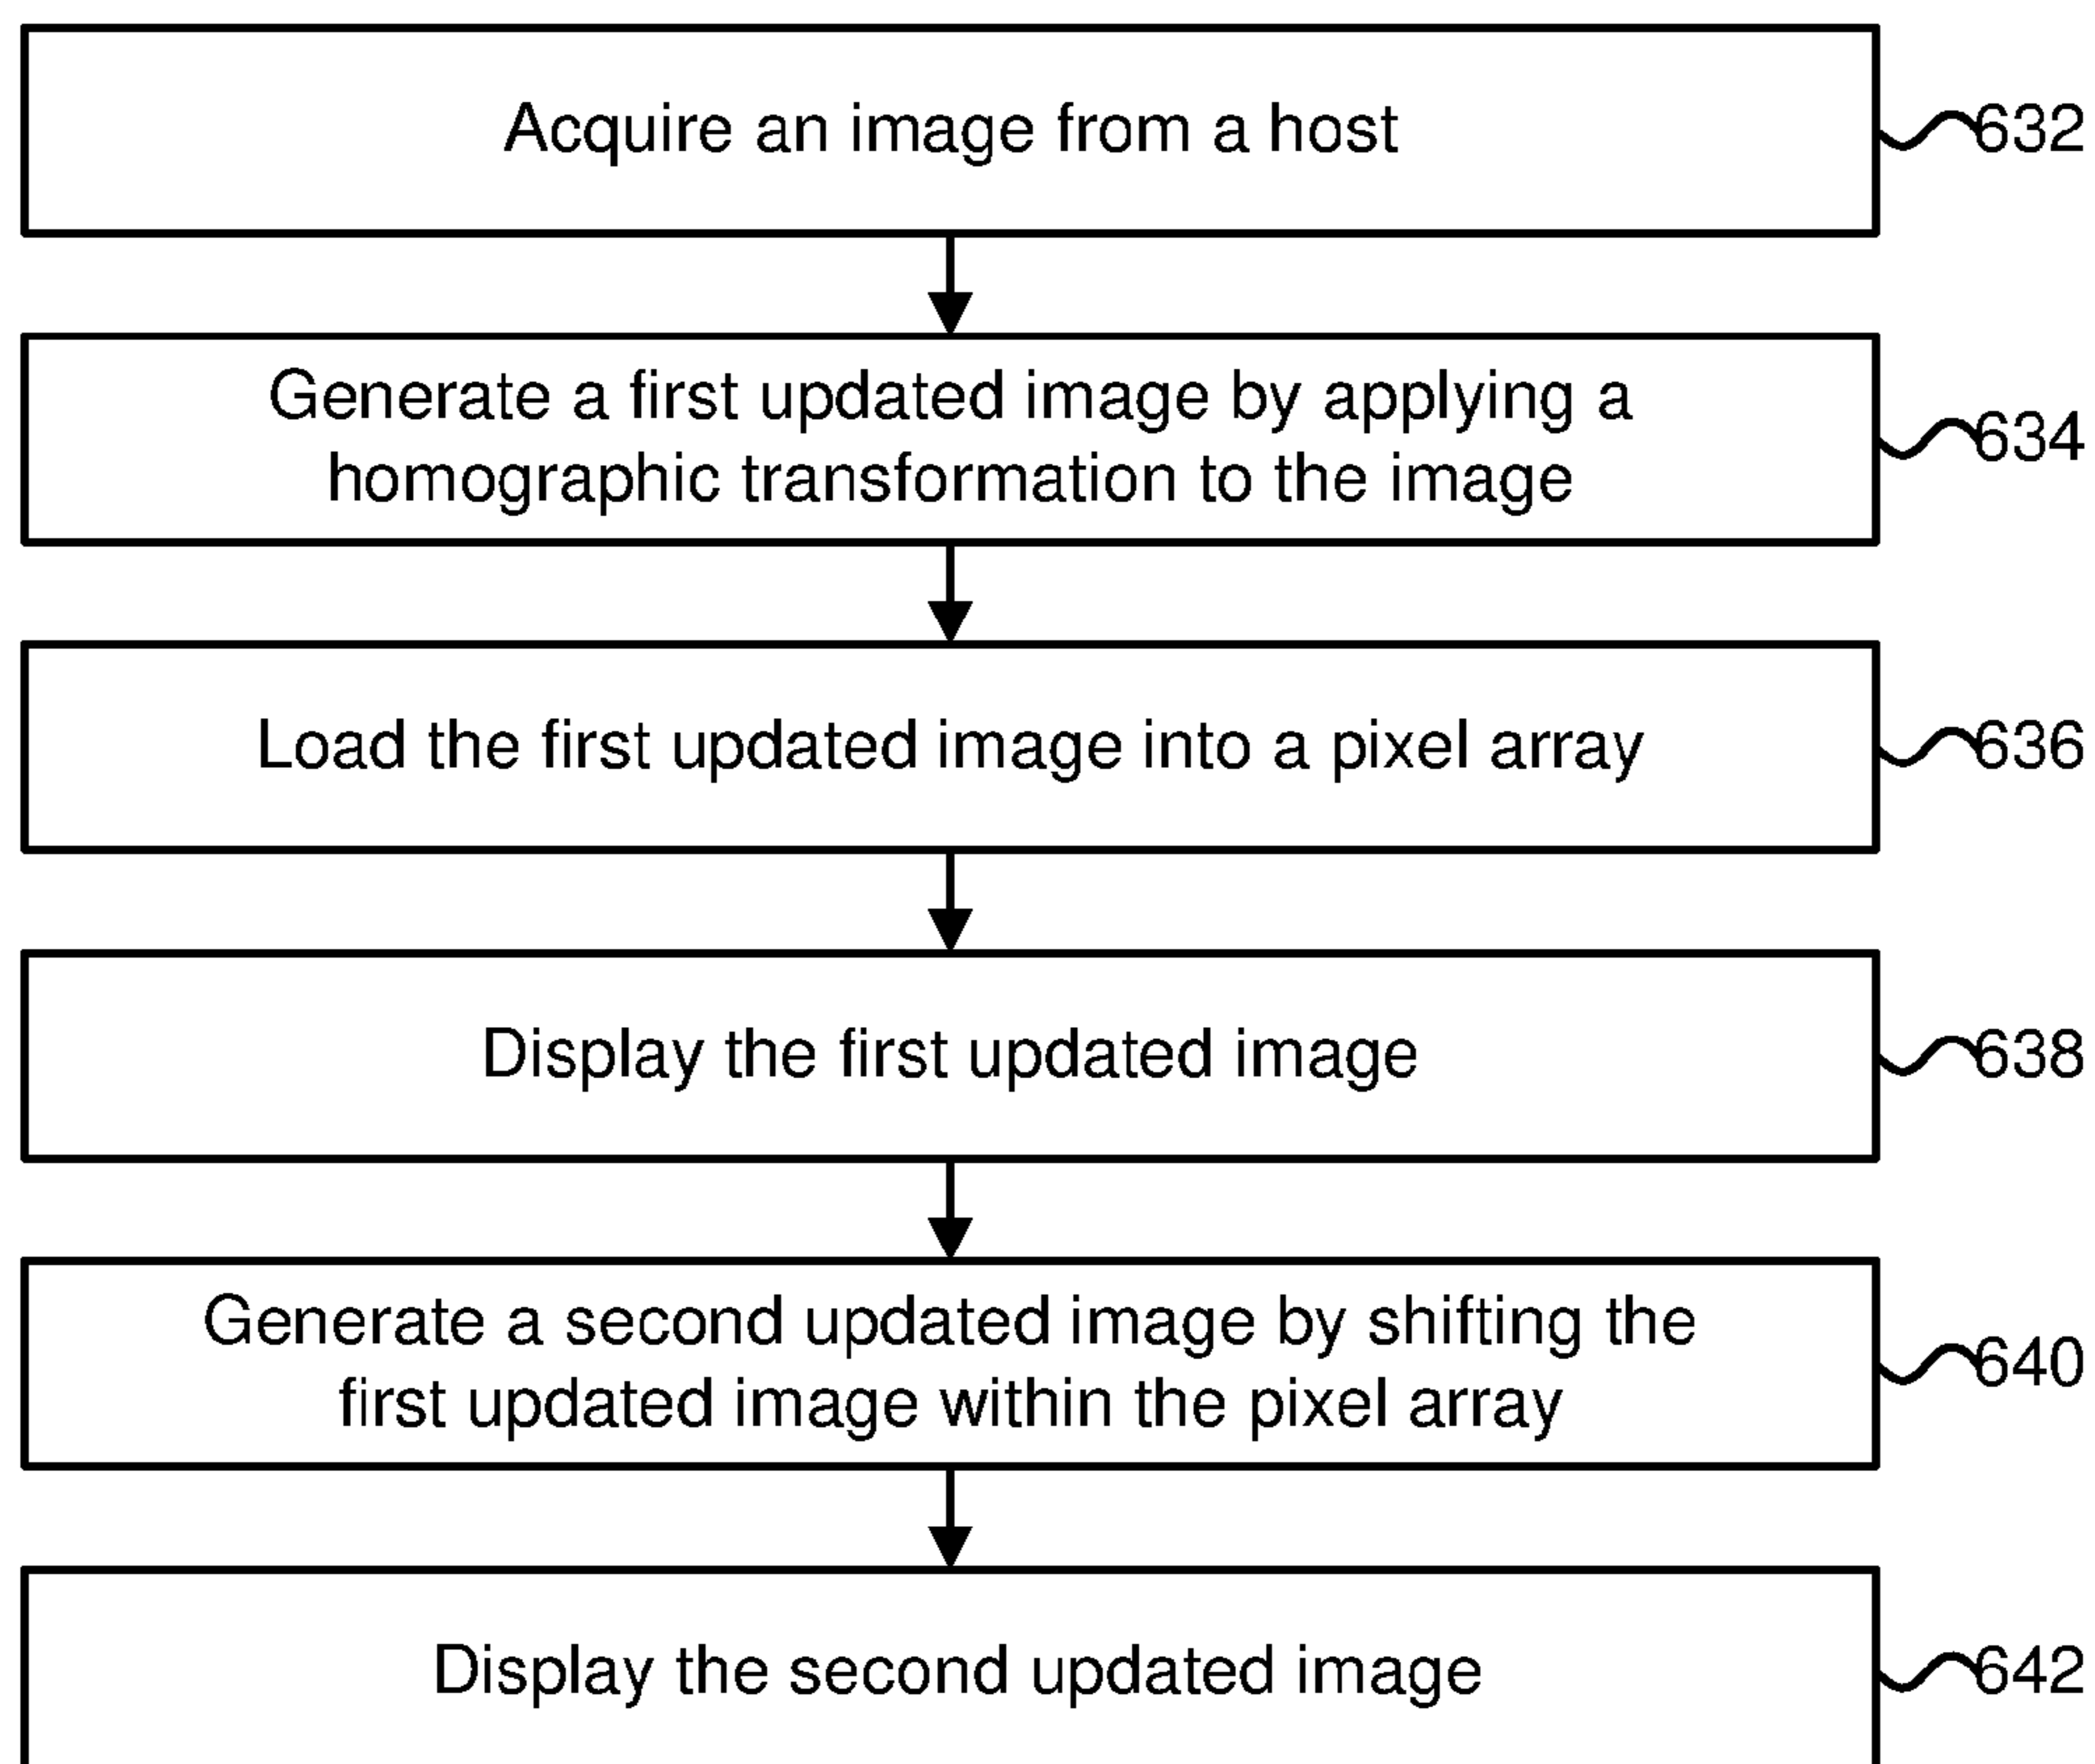 Acquire an image from a host
632
Generate a first updated image by applying a
homographic transformation to the image
634
Load the first updated image into a pixel array
636
Display the first updated image
638
Generate a second updated image by shifting the
first updated image within the pixel array
640
Display the second updated image
642